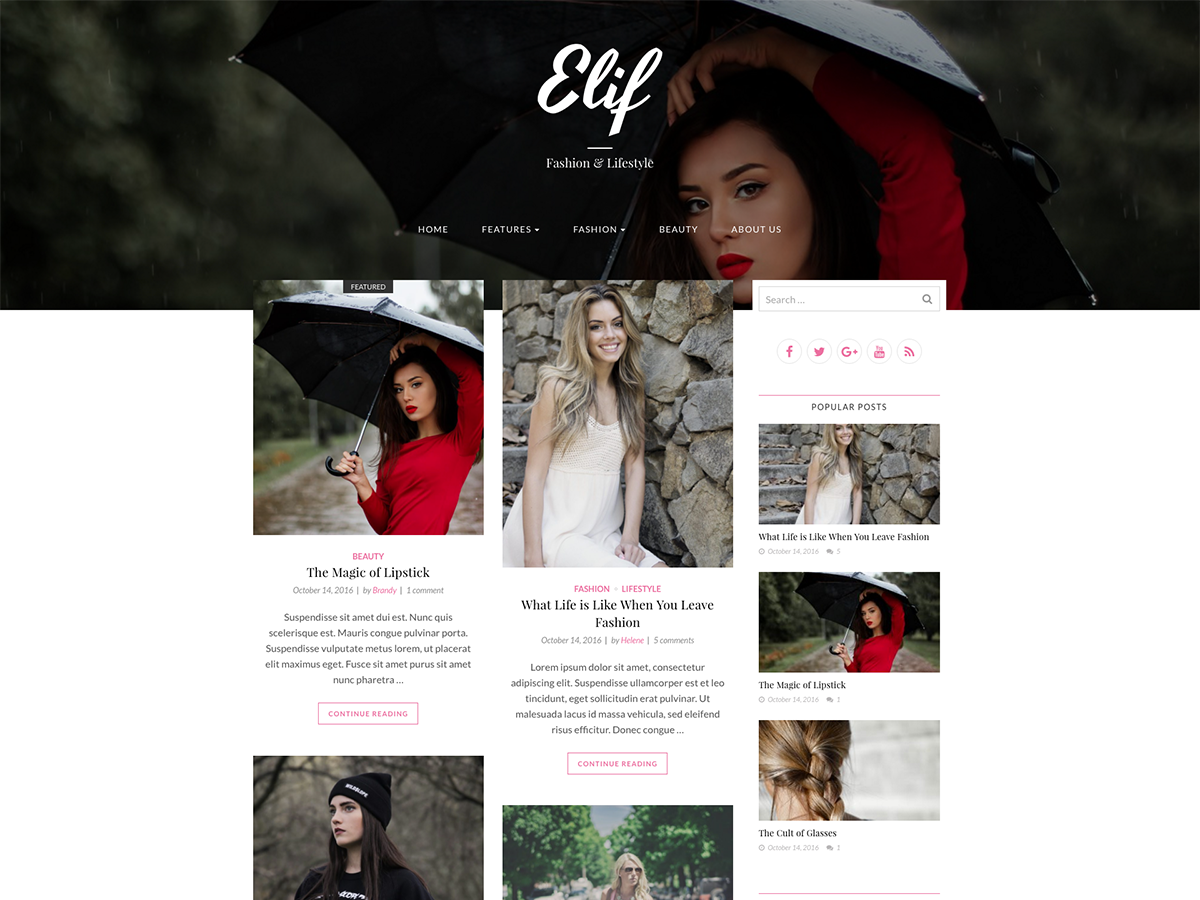 Elif
Fashion & Lifestyle
HOME
FEATURES
FASHION
BEAUTY
ABOUT US
FEATURED
BEAUTY
The Magic of Lipstick
October 14, 2016 | by Brandy | 1 comment
Suspendisse sit amet dui est. Nunc quis
scelerisque est. Mauris congue pulvinar porta.
Suspendisse vulputate metus lorem, ut placerat
elit maximus eget. Fusce sit amet purus sit amet
nunc pharetra ...
CONTINUE READING
FASHION LIFESTYLE
What Life is Like When You Leave
Fashion
October 14, 2016 | by Helene | 5 comments
Lorem ipsum dolor sit amet, consectetur
adipiscing elit. Suspendisse ullamcorper est et leo
tincidunt, eget sollicitudin erat pulvinar. Ut
malesuada lacus id massa vehicula, sed eleifend
risus efficitur. Donec congue ...
CONTINUE READING
Search ...
G+
You
Tube
POPULAR POSTS
What Life is Like When You Leave Fashion
October 14, 2016 5
The Magic of Lipstick
October 14, 2016 1
The Cult of Glasses
October 14, 2016 1